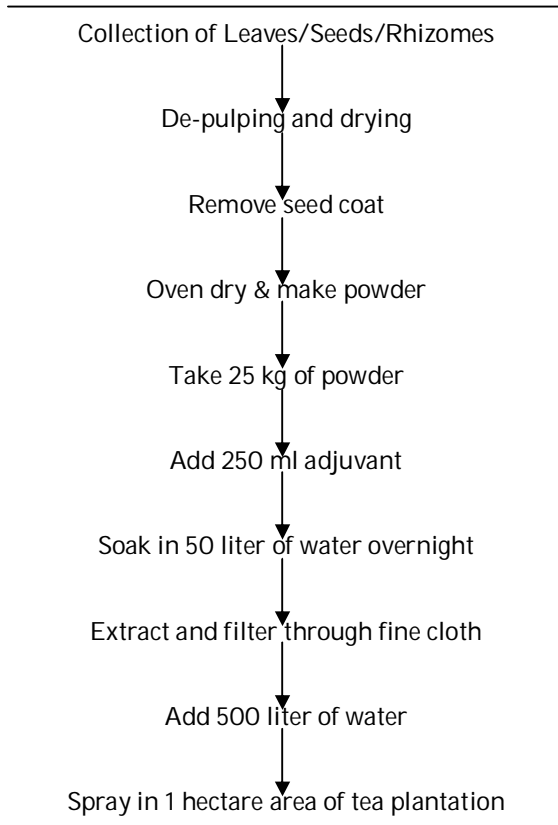 Collection of Leaves/Seeds/Rhizomes
De-pulping and drying
Remove seed coat
Oven dry & make powder
Take 25 kg of powder
Add 250 ml adjuvant
Soak in 50 liter of water overnight
Extract and filter through fine cloth
Add 500 liter of water
Spray in 1 hectare area of tea plantation